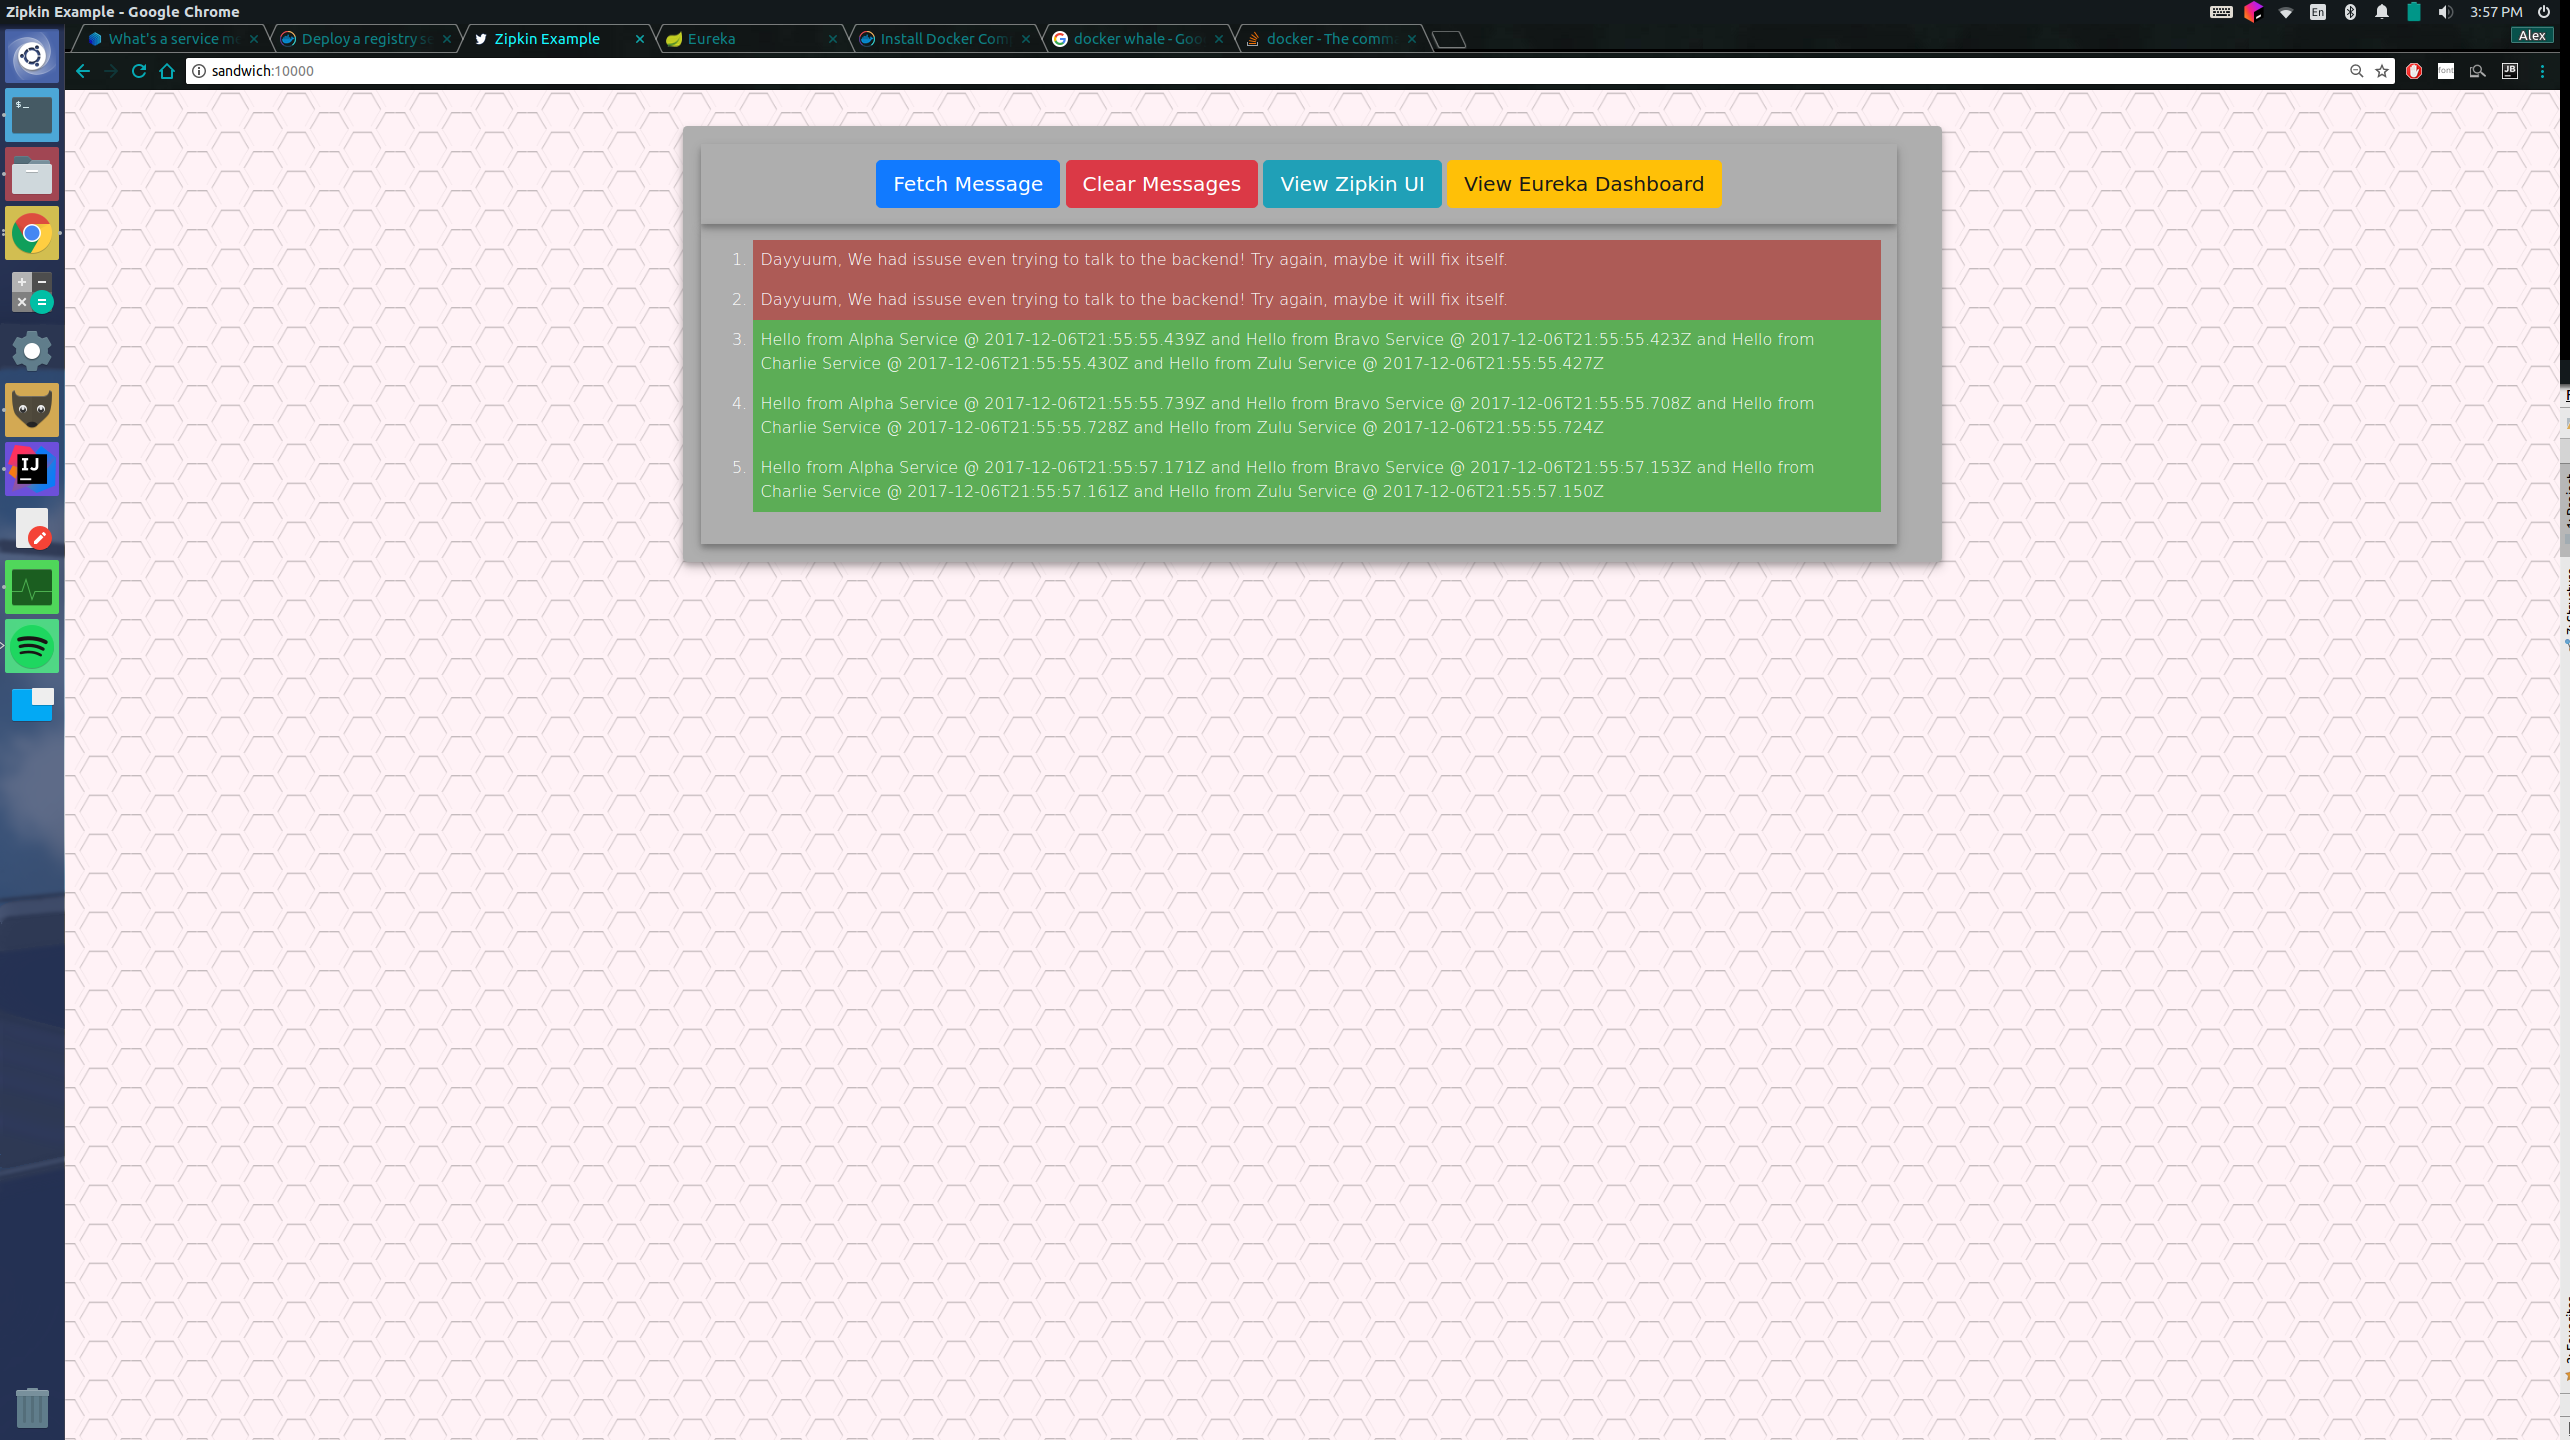 Zipkin Example - Google Chrome
En
3:57 PM
What's a service m
Deploy a registry s
Zipkin Example
Eureka
Install Docker Com
docker whale - Goo
docker - The comm
Alex
sandwich:10000
JB
Fetch Message
Clear Messages
View Zipkin UI
View Eureka Dashboard
1. Dayyuum, We had issuse even trying to talk to the backend! Try again, maybe it will fix itself.
2. Dayyuum, We had issuse even trying to talk to the backend! Try again, maybe it will fix itself.
3. Hello from Alpha Service @ 2017-12-06T21:55:55.439Z and Hello from Bravo Service @ 2017-12-06T21:55:55.423Z and Hello from
Charlie Service @ 2017-12-06T21:55:55.430Z and Hello from Zulu Service @ 2017-12-06T21:55:55.427Z
4. Hello from Alpha Service @ 2017-12-06T21:55:55.739Z and Hello from Bravo Service @ 2017-12-06T21:55:55.708Z and Hello from
Charlie Service @ 2017-12-06T21:55:55.728Z and Hello from Zulu Service @ 2017-12-06T21:55:55.724Z
5. Hello from Alpha Service @ 2017-12-06T21:55:57.171Z and Hello from Bravo Service @ 2017-12-06T21:55:57.153Z and Hello from
Charlie Service @ 2017-12-06T21:55:57.161Z and Hello from Zulu Service @ 2017-12-06T21:55:57.150Z
$_
IJ